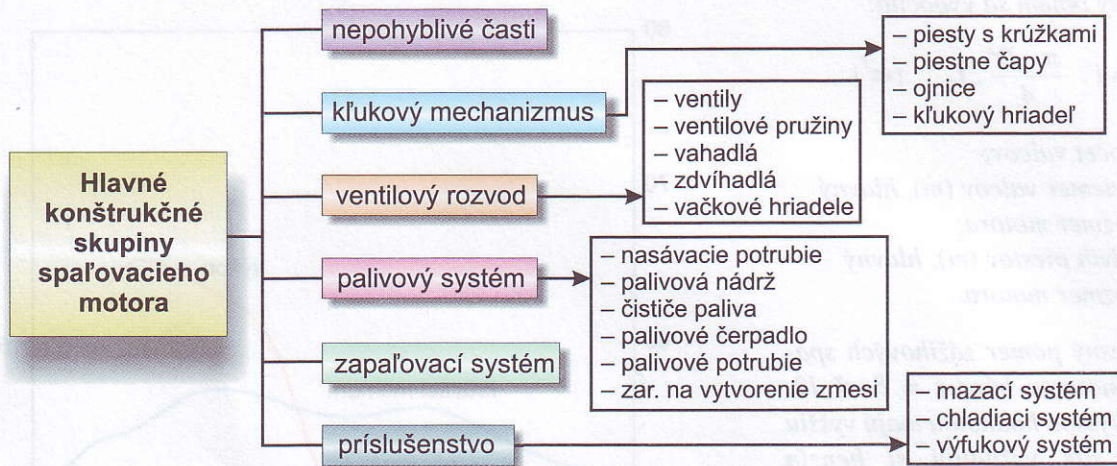 Hlavné
konštrukčné
skupiny
spaľovacieho
motora
nepohyblivé časti
kľukový mechanizmus
– piesty s krúžkami
– piestne čapy
– ojnice
– kľukový hriadeľ
ventilový rozvod
– ventily
– ventilové pružiny
– vahadlá
– zdvíhadlá
– vačkové hriadele
palivový systém
– nasávacie potrubie
– palivová nádrž
– čističe paliva
– palivové čerpadlo
– palivové potrubie
– zar. na vytvorenie zmesi
zapaľovací systém
príslušenstvo
– mazací systém
– chladiaci systém
– výfukový systém